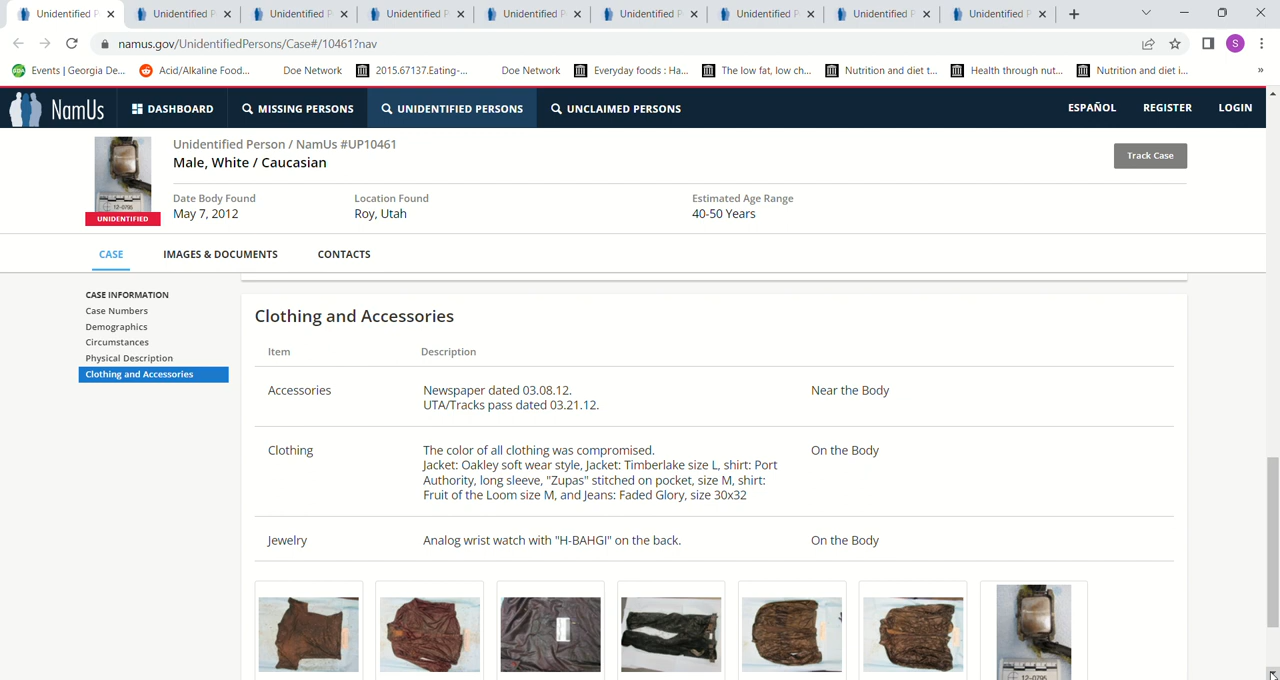 Unidentified P Unidentified P Unidentified P Unidentified P Unidentified P Unidentified P Unidentified P Unidentified P Unidentified P
namus.gov/UnidentifiedPersons/Case#/10461?nav
S
Events | Georgia De... Acid/Alkaline Food... Doe Network 2015.67137.Eating-... Doe Network Everyday foods : Ha... The low fat, low ch... Nutrition and diet t... Health through nut... Nutrition and diet i... »
NamUs DASHBOARD MISSING PERSONS UNIDENTIFIED PERSONS UNCLAIMED PERSONS ESPAÑOL REGISTER LOGIN
Unidentified Person / NamUs #UP10461
Male, White / Caucasian
Track Case
12-0795
UNIDENTIFIED
Date Body Found Location Found Estimated Age Range
May 7, 2012 Roy, Utah 40-50 Years
CASE IMAGES & DOCUMENTS CONTACTS
CASE INFORMATION
Case Numbers
Demographics
Circumstances
Physical Description
Clothing and Accessories
Clothing and Accessories
Item Description
Accessories Newspaper dated 03.08.12. Near the Body
UTA/Tracks pass dated 03.21.12.
Clothing The color of all clothing was compromised. On the Body
Jacket: Oakley soft wear style, Jacket: Timberlake size L, shirt: Port
Authority, long sleeve, "Zupas" stitched on pocket, size M, shirt:
Fruit of the Loom size M, and Jeans: Faded Glory, size 30x32
Jewelry Analog wrist watch with "H-BAHGI" on the back. On the Body
12-0795